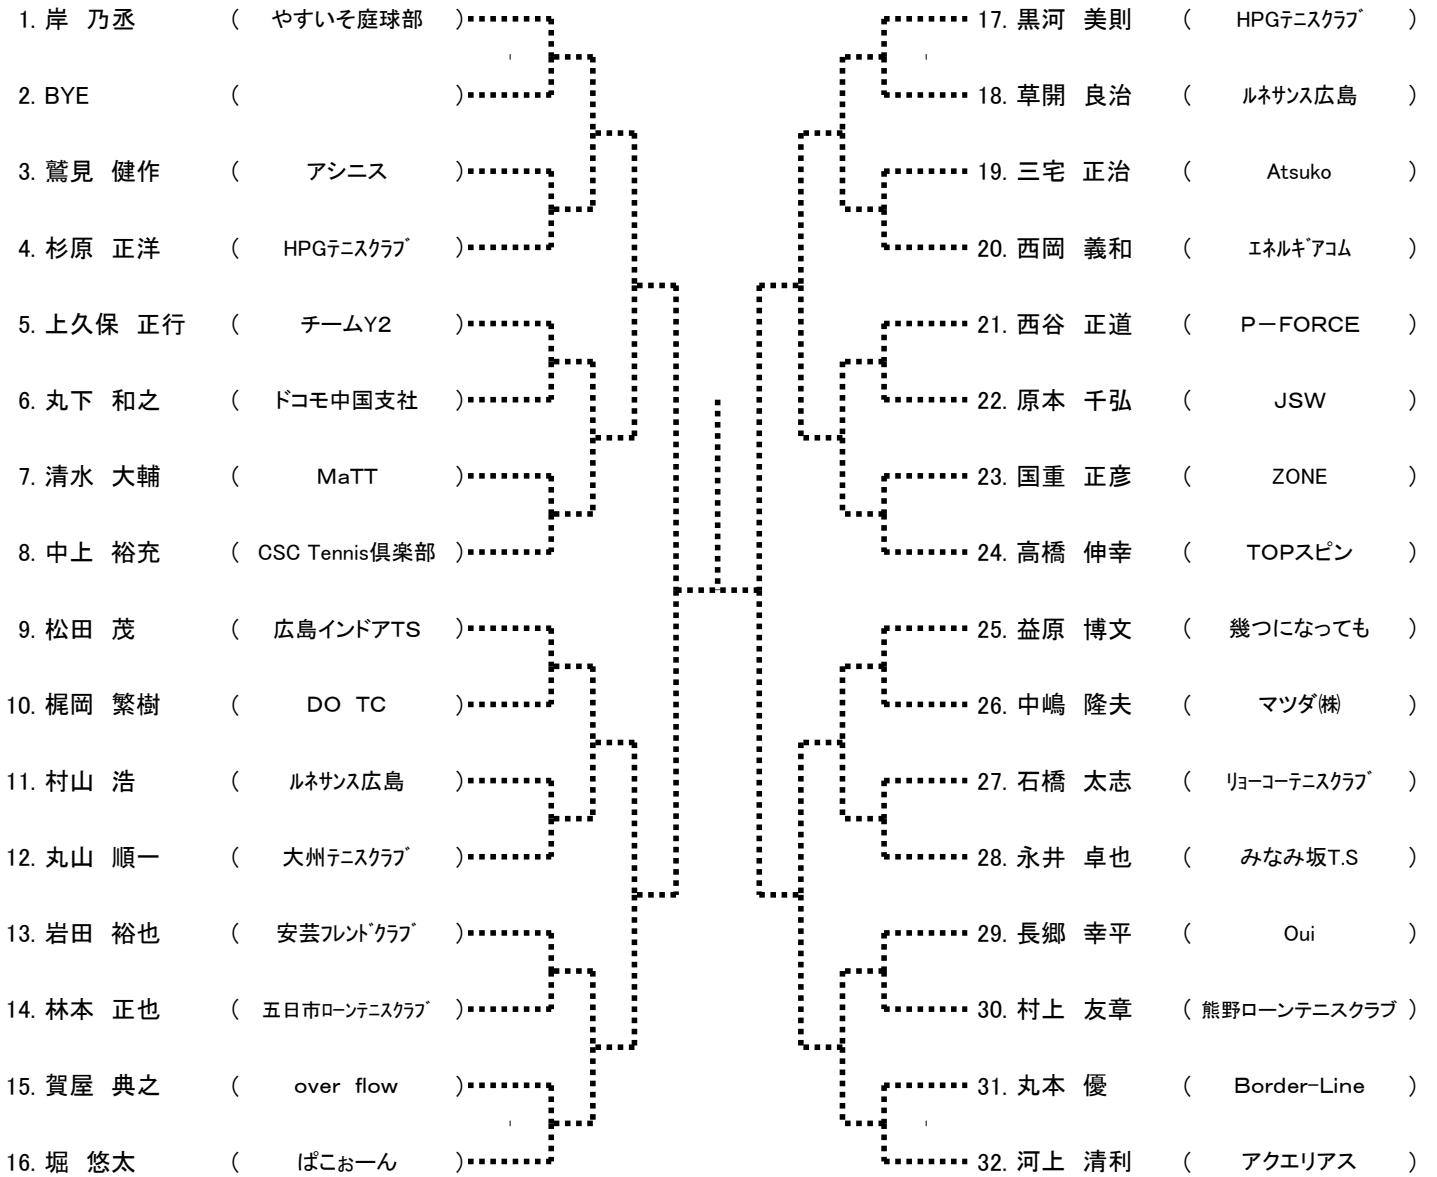 1. 岸 乃丞 ( やすいそ庭球部 )
2. BYE ( )
3. 鷲見 健作 ( アシニス )
4. 杉原 正洋 ( HPGﾃﾆｽｸﾗﾌﾞ )
5. 上久保 正行 ( チームY2 )
6. 丸下 和之 ( ドコモ中国支社 )
7. 清水 大輔 ( MaTT )
8. 中上 裕充 ( CSC Tennis倶楽部 )
9. 松田 茂 ( 広島インドアTS )
10. 梶岡 繁樹 ( DO TC )
11. 村山 浩 ( ﾙﾈｻﾝｽ広島 )
12. 丸山 順一 ( 大州ﾃﾆｽｸﾗﾌﾞ )
13. 岩田 裕也 ( 安芸ﾌﾚﾝﾄﾞｸﾗﾌﾞ )
14. 林本 正也 ( 五日市ﾛｰﾝﾃﾆｽｸﾗﾌﾞ )
15. 賀屋 典之 ( over flow )
16. 堀 悠太 ( ぱこぉーん )
17. 黒河 美則 ( HPGﾃﾆｽｸﾗﾌﾞ )
18. 草開 良治 ( ﾙﾈｻﾝｽ広島 )
19. 三宅 正治 ( Atsuko )
20. 西岡 義和 ( ｴﾈﾙｷﾞｱｺﾑ )
21. 西谷 正道 ( P－FORCE )
22. 原本 千弘 ( JSW )
23. 国重 正彦 ( ZONE )
24. 高橋 伸幸 ( TOPスピン )
25. 益原 博文 ( 幾つになっても )
26. 中嶋 隆夫 ( マツダ㈱ )
27. 石橋 太志 ( ﾘｮｰｺｰﾃﾆｽｸﾗﾌﾞ )
28. 永井 卓也 ( みなみ坂T.S )
29. 長郷 幸平 ( Oui )
30. 村上 友章 ( 熊野ローンテニスクラブ )
31. 丸本 優 ( Border-Line )
32. 河上 清利 ( アクエリアス )